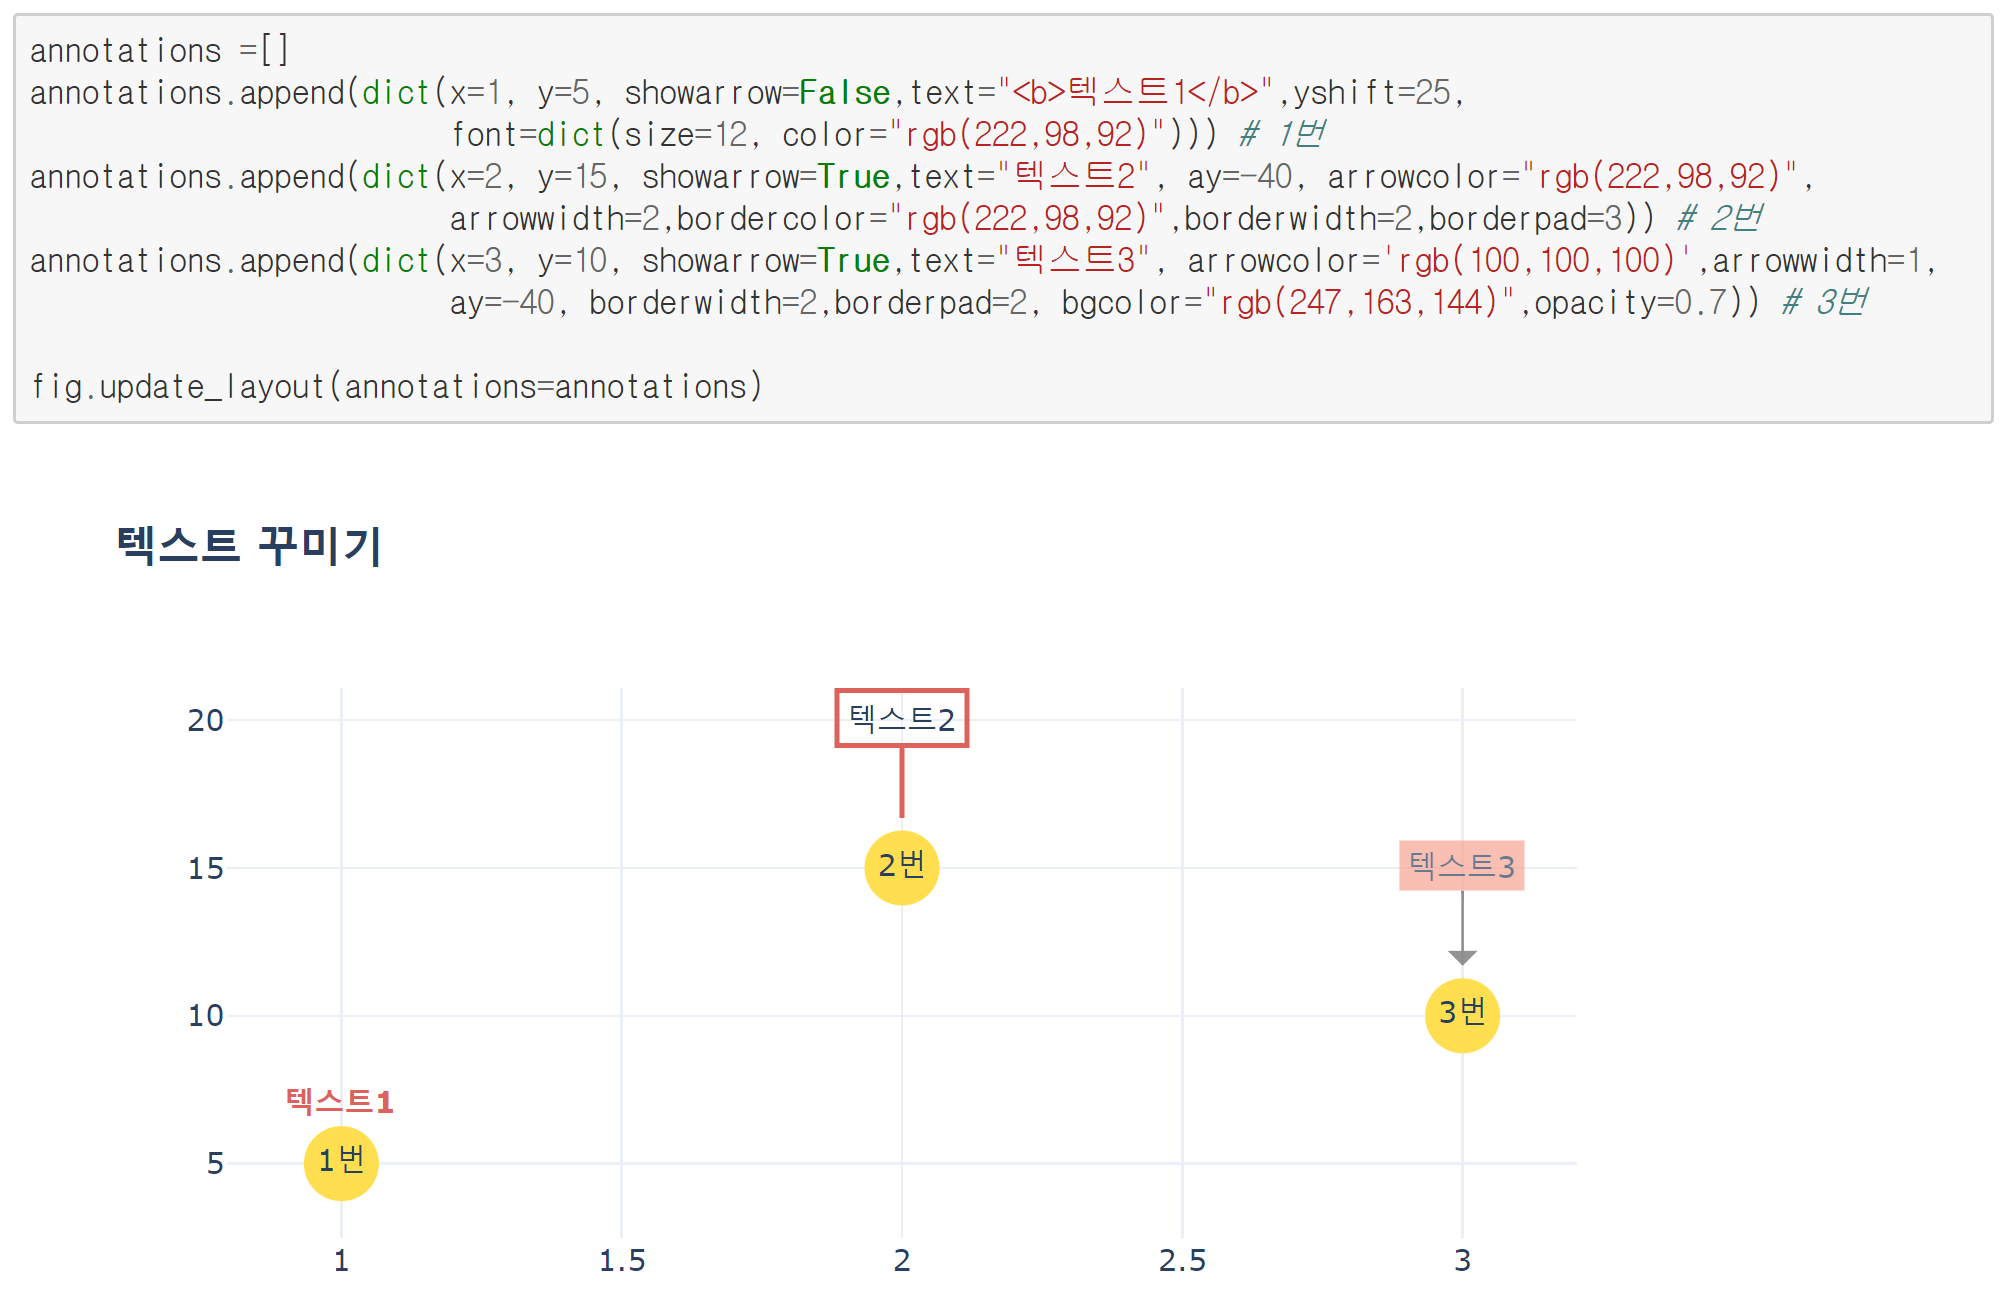 annotations =[]
annotations.append(dict(x=1, y=5, showarrow=False,text="<b>텍스트1</b>",yshift=25,
font=dict(size=12, color="rgb(222,98,92)"))) # 1번
annotations.append(dict(x=2, y=15, showarrow=True,text="텍스트2", ay=-40, arrowcolor="rgb(222,98,92)",
arrowwidth=2,bordercolor="rgb(222,98,92)",borderwidth=2,borderpad=3)) # 2번
annotations.append(dict(x=3, y=10, showarrow=True,text="텍스트3", arrowcolor='rgb(100,100,100)',arrowwidth=1,
ay=-40, borderwidth=2,borderpad=2, bgcolor="rgb(247,163,144)",opacity=0.7)) # 3번
fig.update_layout(annotations=annotations)
텍스트 꾸미기
20
텍스트2
15
2번
텍스트3
10
3번
텍스트1
5
1번
1
1.5
2
2.5
3